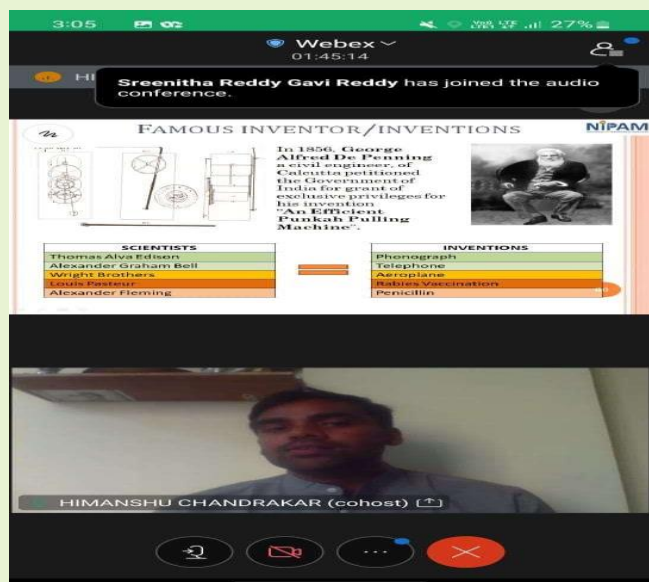 3:05 Vo)) LTE 27%
Webex
01:45:14
HI
Sreenitha Reddy Gavi Reddy has joined the audio
conference.
FAMOUS INVENTOR/INVENTIONS
NIPAM
In 1856, George
Alfred De Penning
a civil engineer, of
Calcutta petitioned
the Government of
India for grant of
exclusive privileges for
his invention
"An Efficient
Punkah Pulling
Machine".
SCIENTISTS INVENTIONS
Thomas Alva Edison Phonograph
Alexander Graham Bell Telephone
Wright Brothers Aeroplane
Louis Pasteur Rabies Vaccination
Alexander Fleming Penicillin
HIMANSHU CHANDRAKAR (cohost)